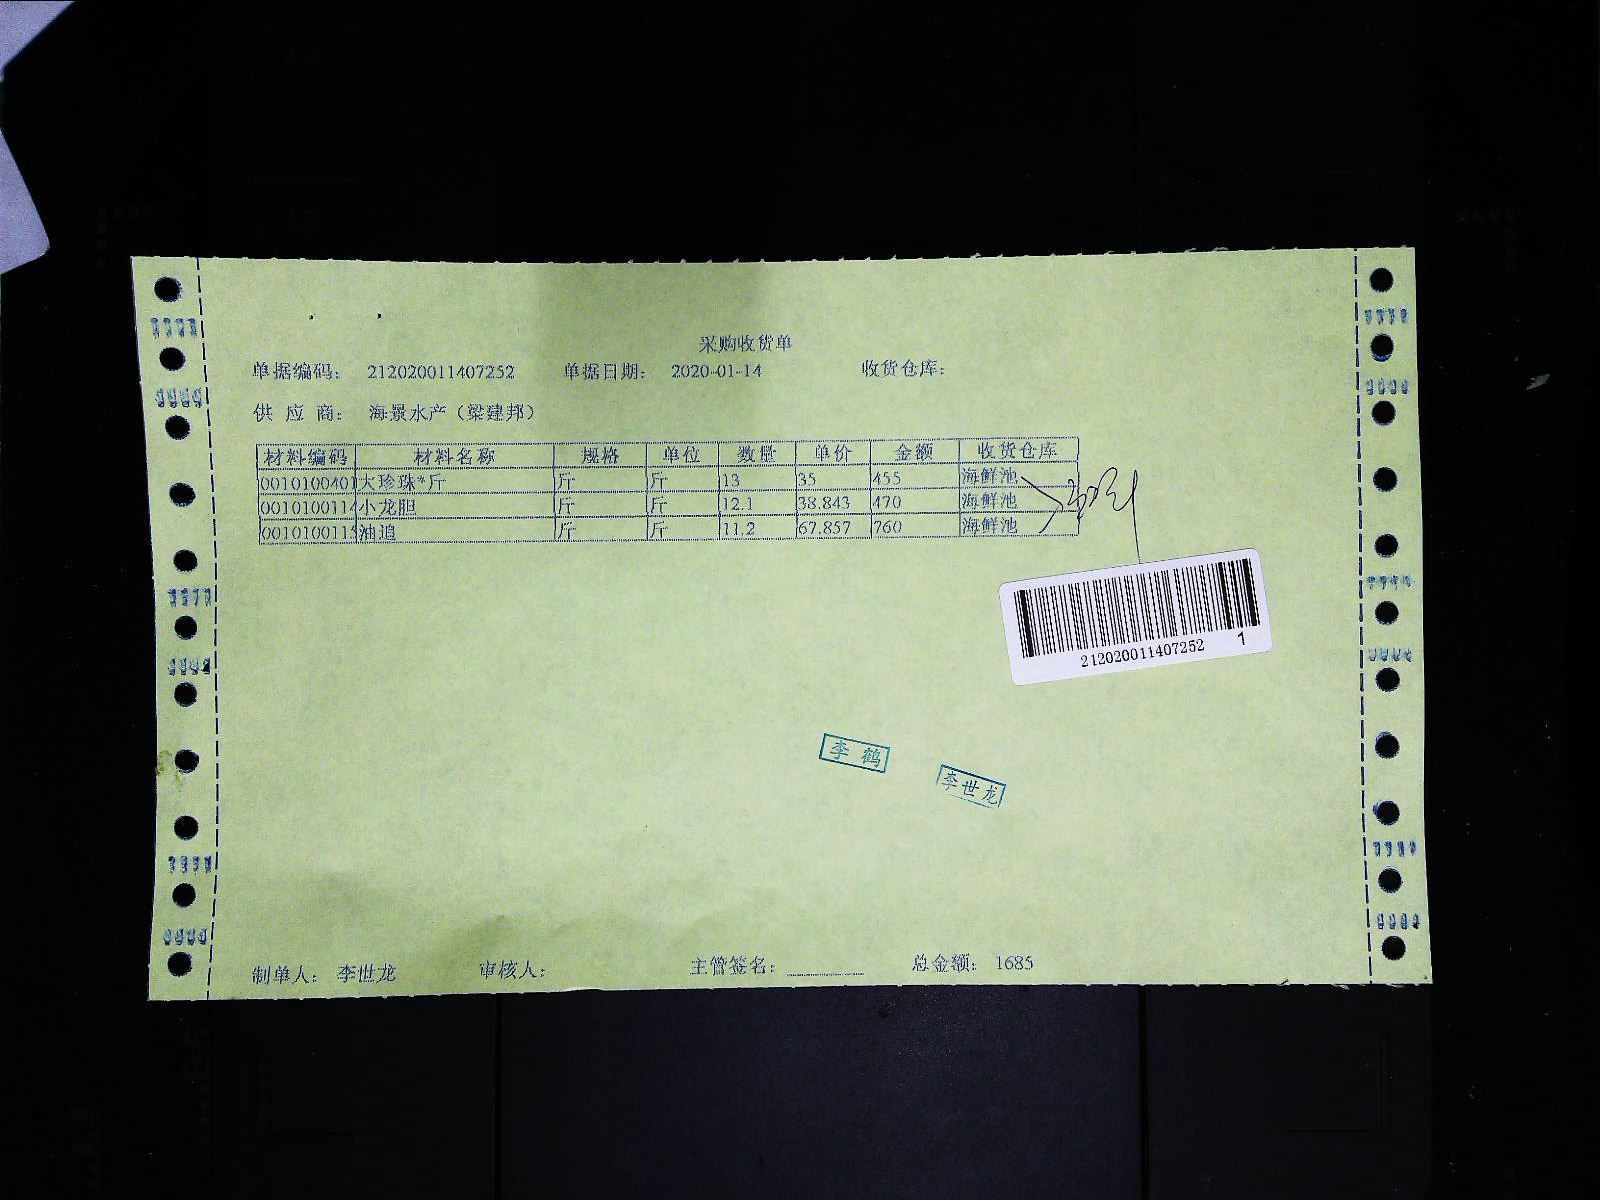 采购收货单
单据编码: 212020011407252 单据日期: 2020-01-14 收货仓库:
供 应 商: 海景水产（梁建邦）
材料编码 材料名称 规格 单位 数量 单价 金额 收货仓库
0010100401 大珍珠*斤 斤 斤 13 35 455 海鲜池
001010011 小龙胆 斤 斤 12.1 38.843 470 海鲜池
001010011 油追 斤 斤 11.2 67.857 760 海鲜池
212020011407252 1
李 鹤
李世龙
制单人: 李世龙 审核人: 主管签名: 总金额: 1685